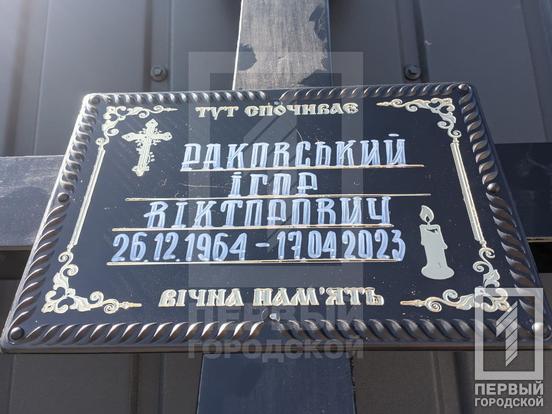 ТУТ СПОЧИВАЄ
РАКОВСЬКИЙ
ІГОР
ВІКТОРОВИЧ
26.12.1964 - 17.04.2023
ВІЧНА ПАМ'ЯТЬ
ПЕРВЫЙ
ГОРОДСКОЙ
ПЕРВЫЙ
ГОРОДСКОЙ